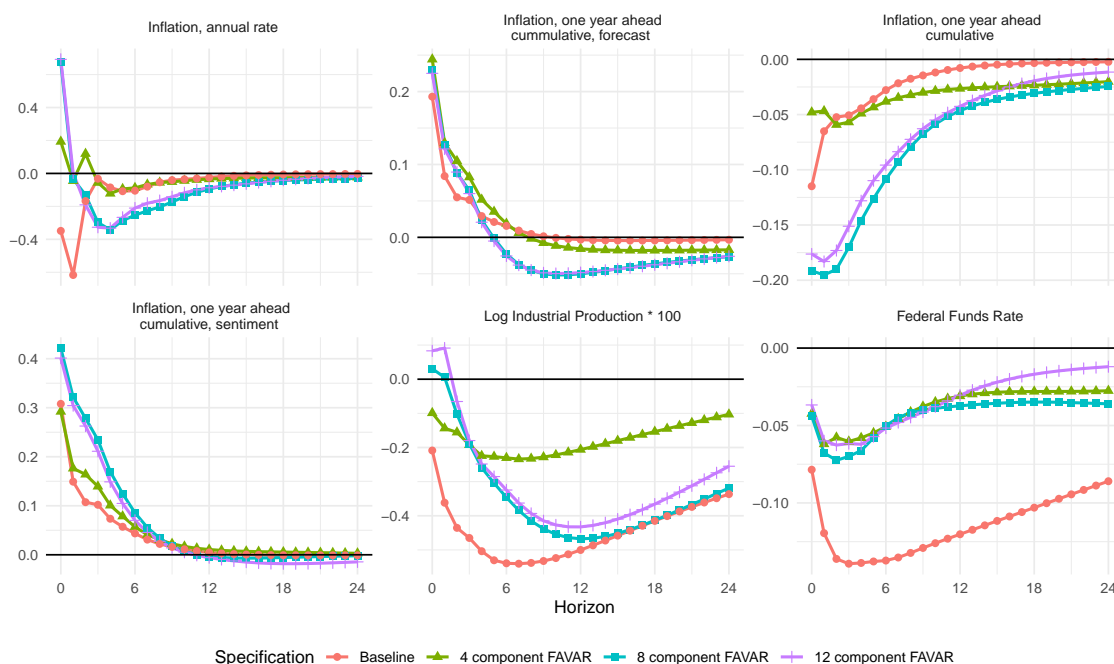 Inflation, annual rate
Inflation, one year ahead
cummulative, forecast
Inflation, one year ahead
cumulative
0.4
0.0
−0.4
0.2
0.1
0.0
0.00
−0.05
−0.10
−0.15
−0.20
Inflation, one year ahead
cumulative, sentiment
Log Industrial Production * 100
Federal Funds Rate
0.4
0.3
0.2
0.1
0.0
0.0
−0.2
−0.4
0.00
−0.05
−0.10
0 6 12 18 24
0 6 12 18 24
0 6 12 18 24
Horizon
Specification Baseline 4 component FAVAR 8 component FAVAR 12 component FAVAR